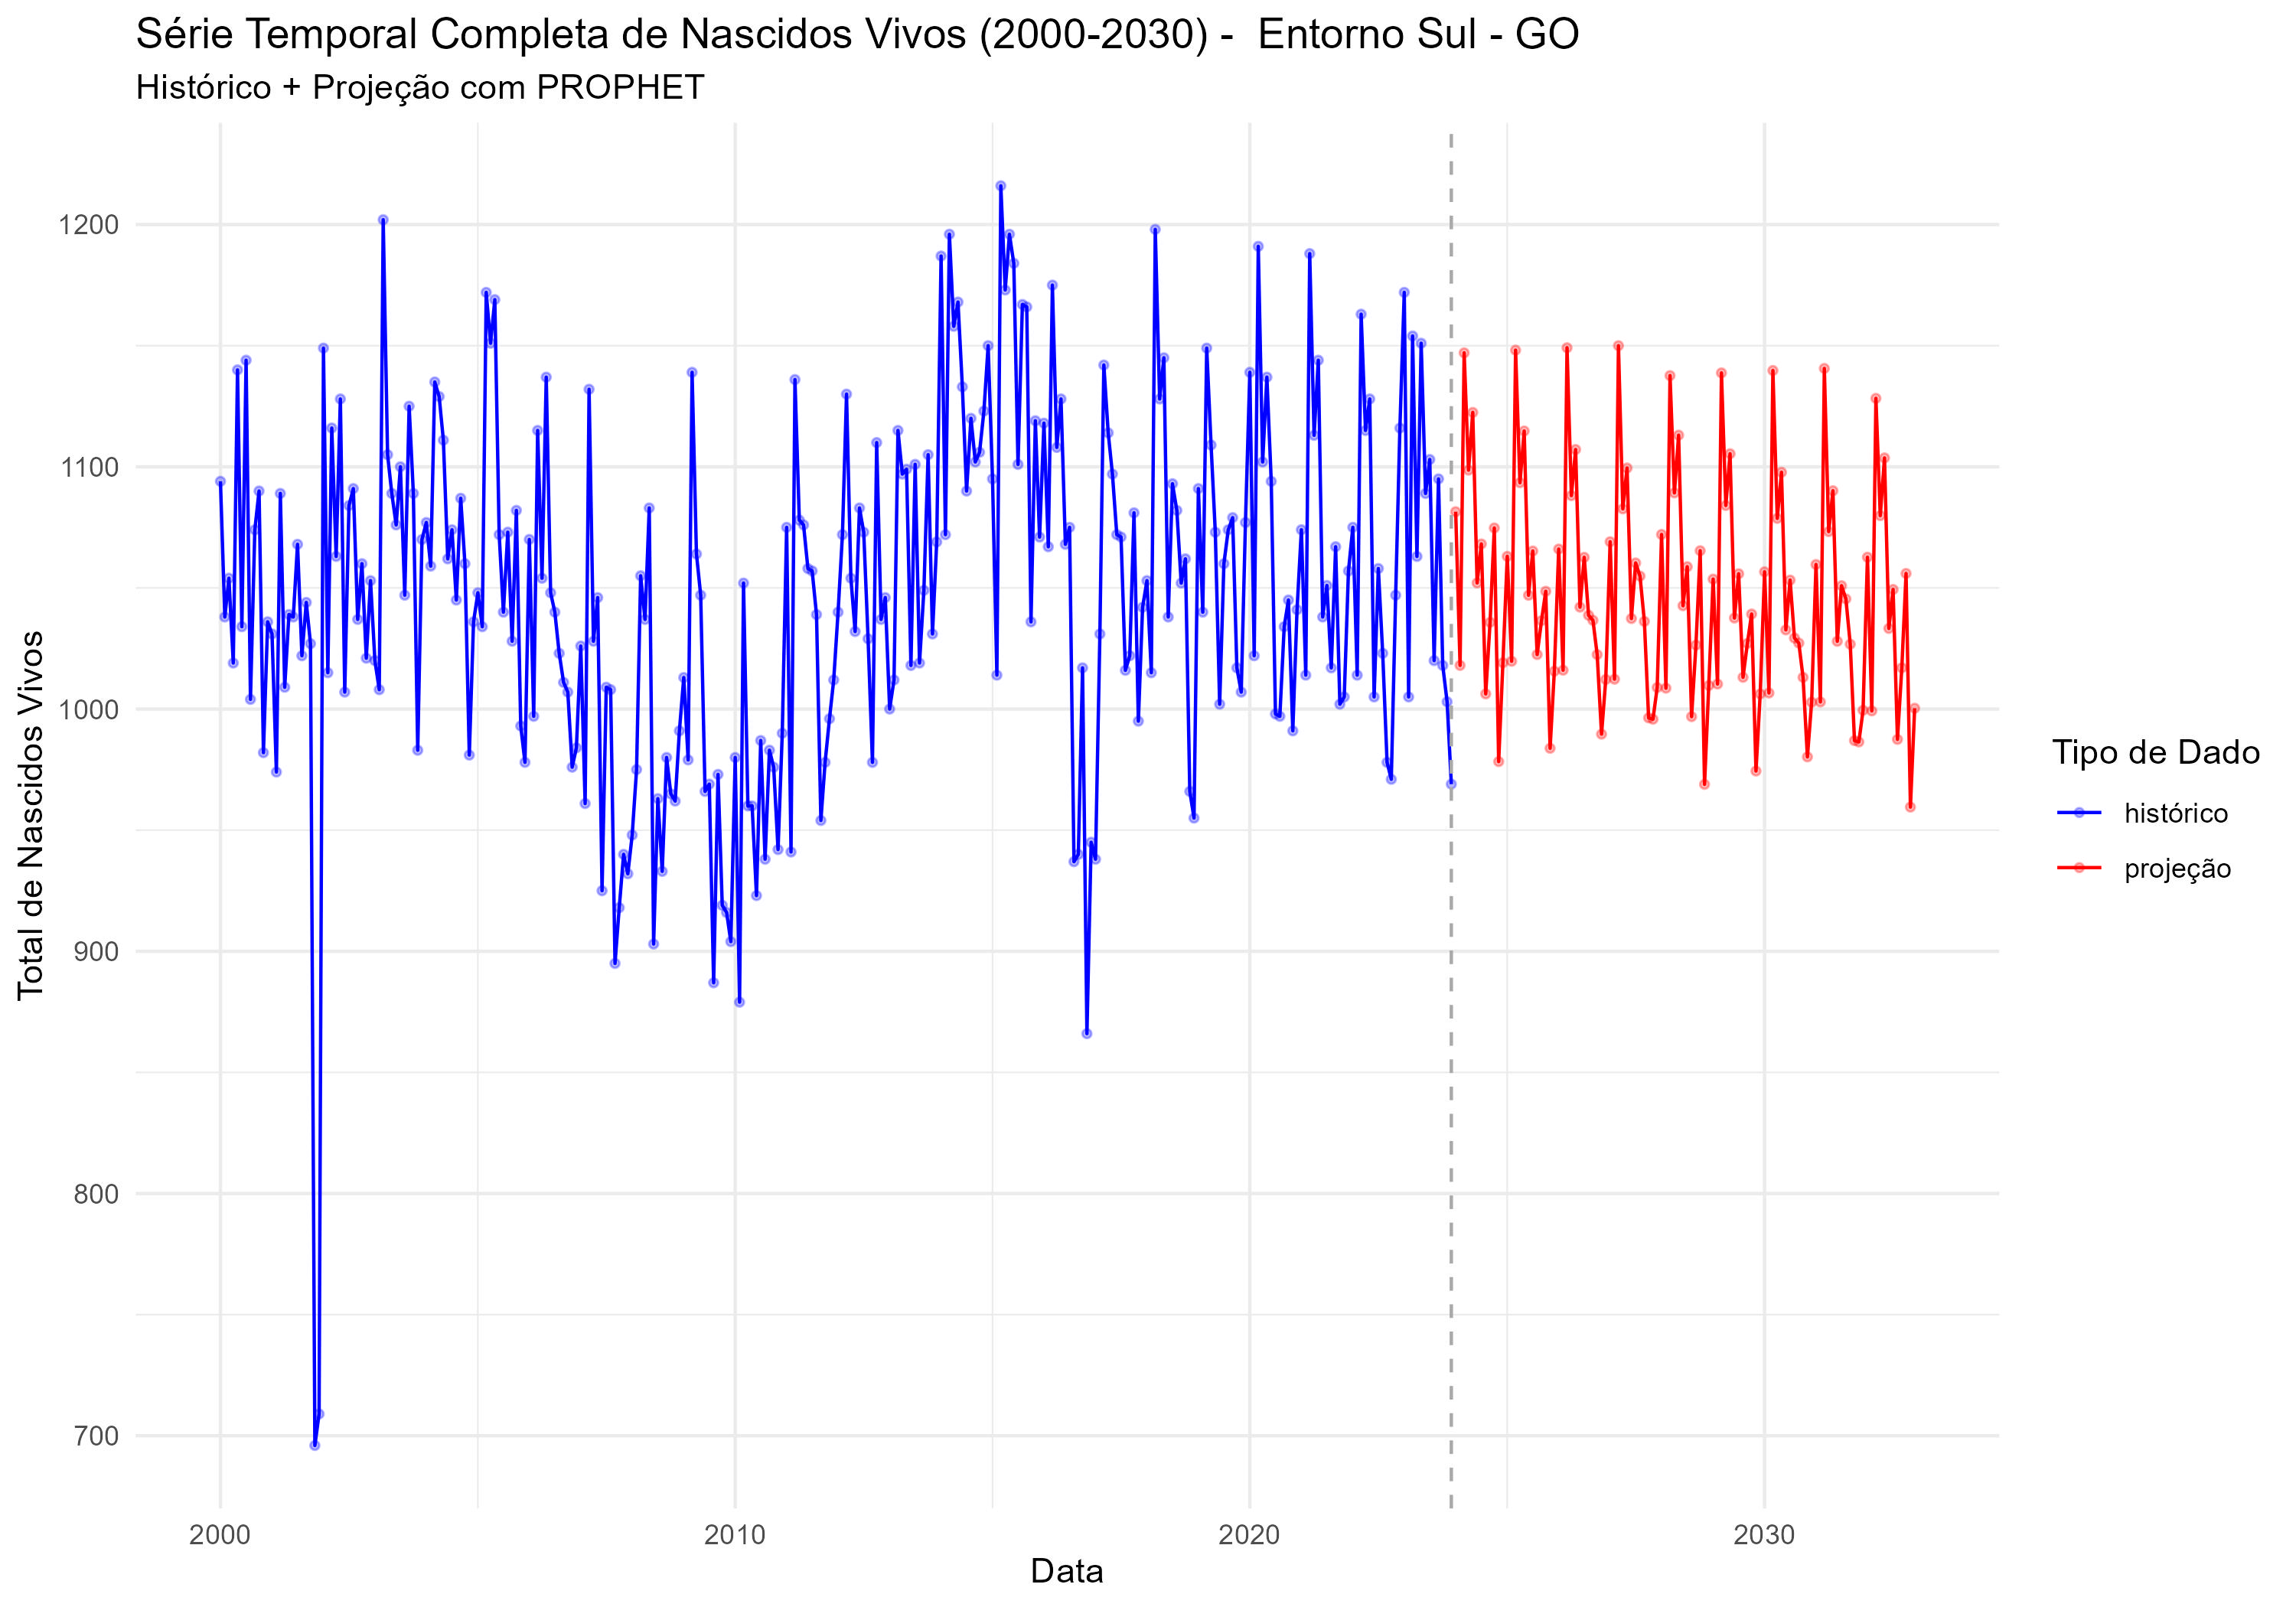 Série Temporal Completa de Nascidos Vivos (2000-2030) -  Entorno Sul - GO
Histórico + Projeção com PROPHET
Total de Nascidos Vivos
1200
1100
1000
900
800
700
2000
2010
2020
2030
Data
Tipo de Dado
histórico
projeção